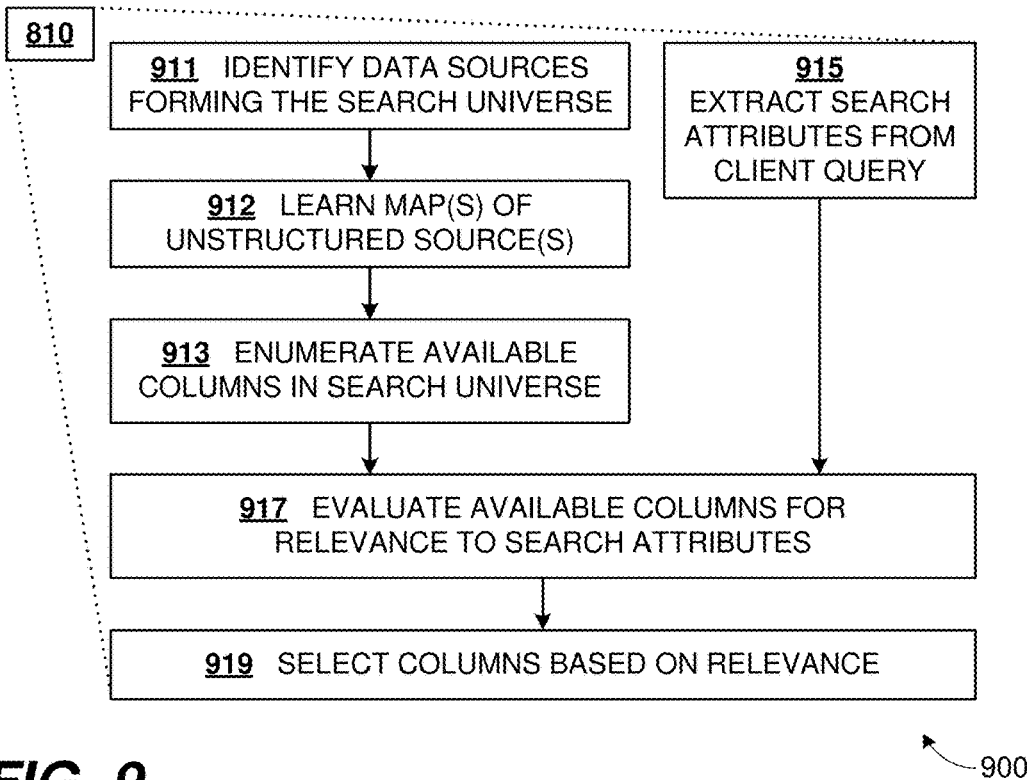 810
911 IDENTIFY DATA SOURCES
FORMING THE SEARCH UNIVERSE
915
EXTRACT SEARCH
ATTRIBUTES FROM
CLIENT QUERY
912 LEARN MAP(S) OF
UNSTRUCTURED SOURCE(S)
913 ENUMERATE AVAILABLE
COLUMNS IN SEARCH UNIVERSE
917 EVALUATE AVAILABLE COLUMNS FOR
RELEVANCE TO SEARCH ATTRIBUTES
919 SELECT COLUMNS BASED ON RELEVANCE
900
FIG. 9